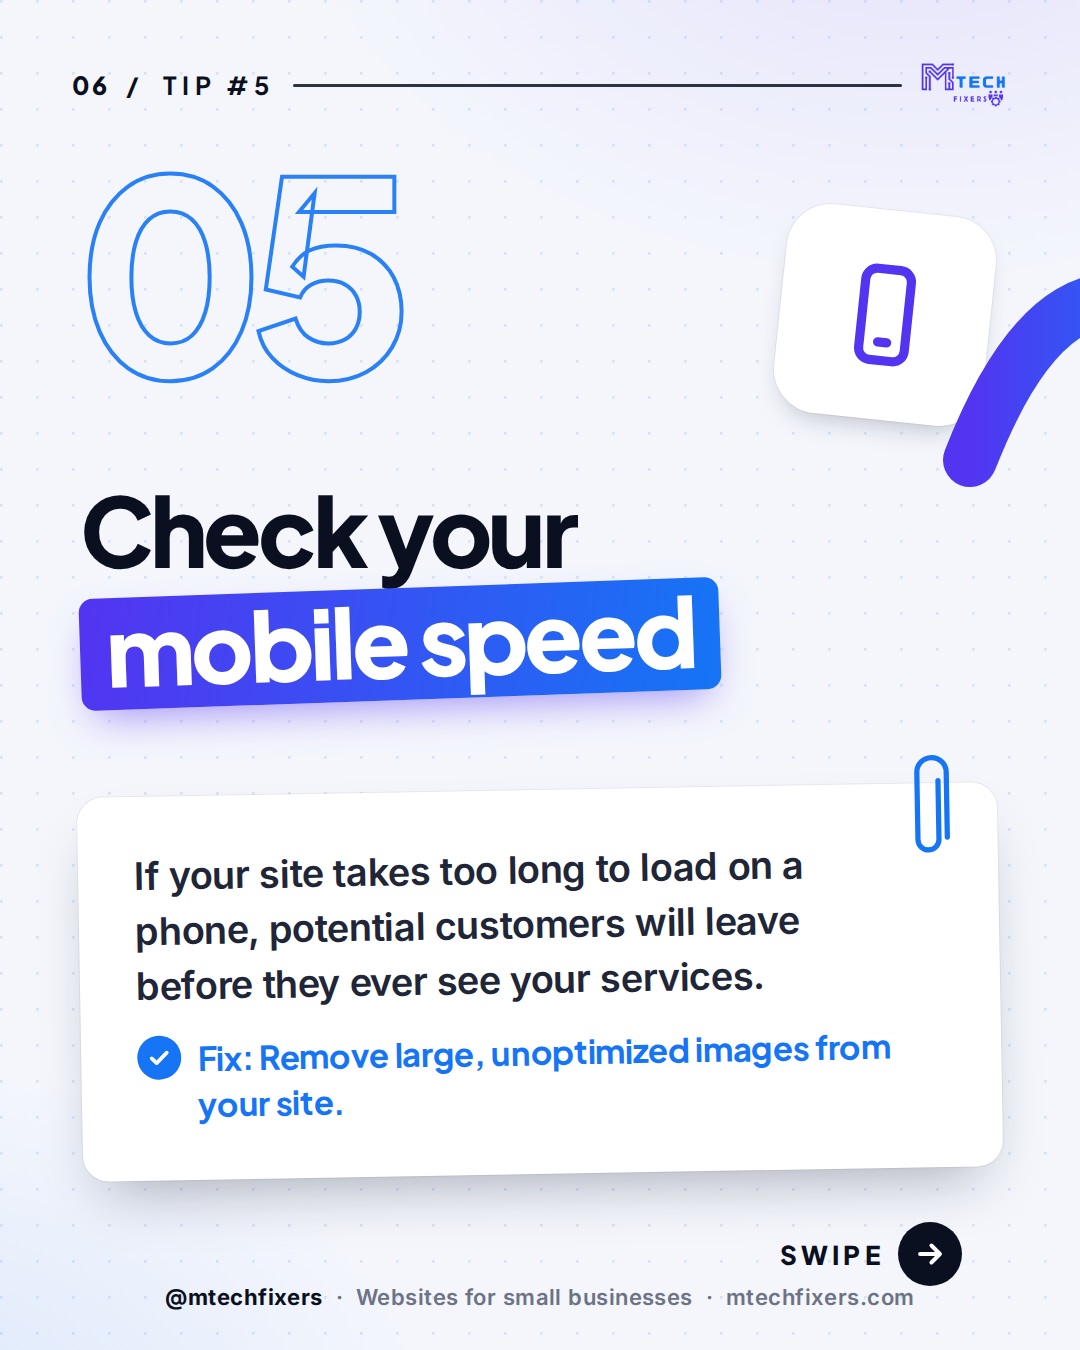 06 / TIP #5
MTECH
FIXERS
05
Check your
mobile speed
If your site takes too long to load on a
phone, potential customers will leave
before they ever see your services.
Fix: Remove large, unoptimized images from
your site.
SWIPE
@mtechfixers · Websites for small businesses · mtechfixers.com